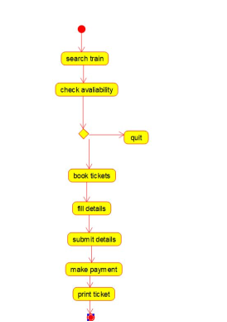 search train
check availability
quit
book tickets
fill details
submit details
make payment
print ticket